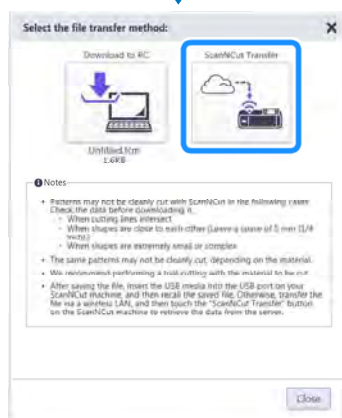 Select the file transfer method:
Download to PC
ScanNCut Transfer
Untitled.fcm
1.6KB
Notes
• Patterns may not be cleanly cut with ScanNCut in the following cases.
Check the data before downloading it.
- When cutting lines intersect
- When shapes are close to each other (Leave a space of 5 mm (1/4
inch).)
- When shapes are extremely small or complex
• The same patterns may not be cleanly cut, depending on the material.
• We recommend performing a trial cutting with the material to be cut.
• After saving the file, insert the USB media into the USB port on your
ScanNCut machine, and then recall the saved file. Otherwise, transfer the
file via a wireless LAN, and then touch the "ScanNCut Transfer" button
on the ScanNCut machine to retrieve the data from the server.
Close